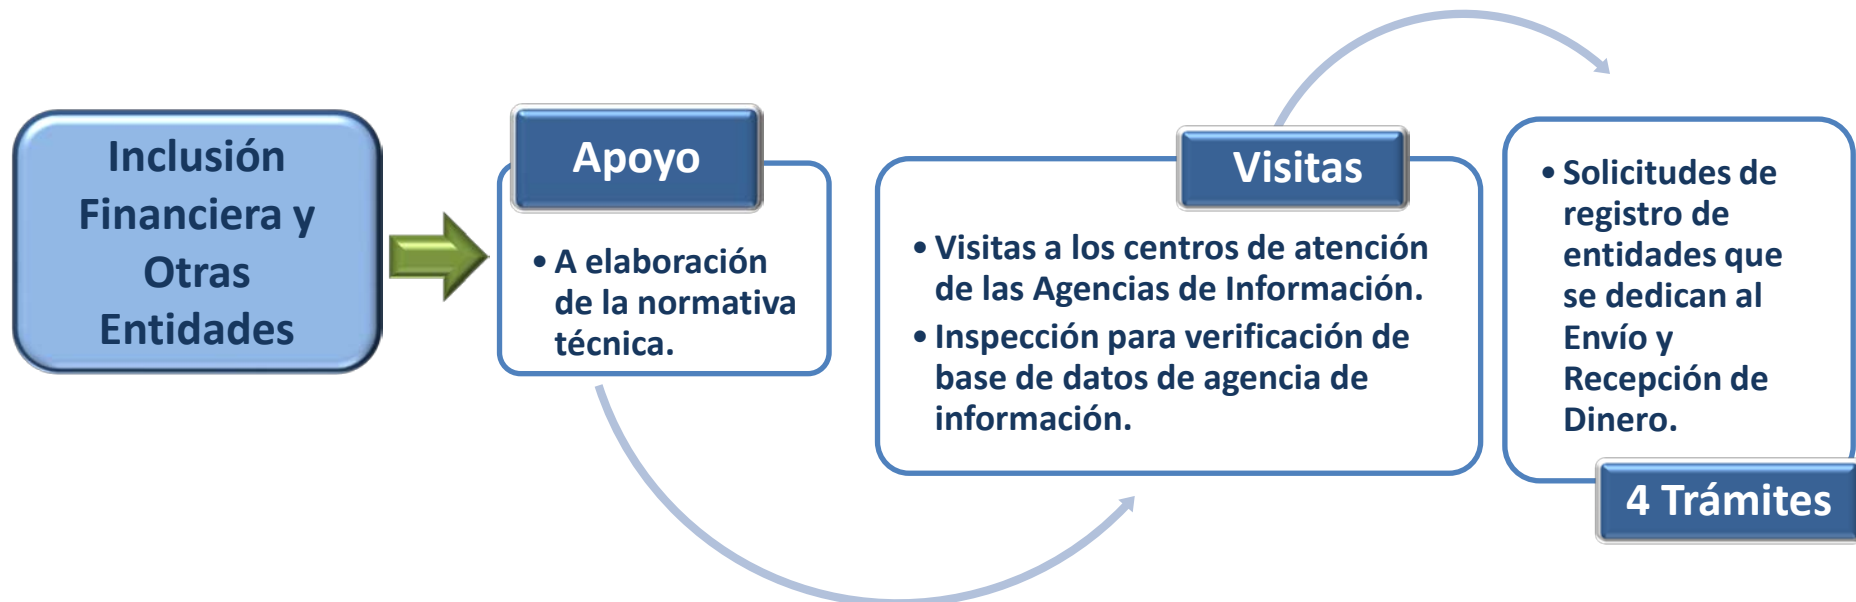 Inclusión
Financiera y
Otras
Entidades
Apoyo
• A elaboración
de la normativa
técnica.
Visitas
• Visitas a los centros de atención
de las Agencias de Información.
• Inspección para verificación de
base de datos de agencia de
información.
• Solicitudes de
registro de
entidades que
se dedican al
Envío y
Recepción de
Dinero.
4 Trámites